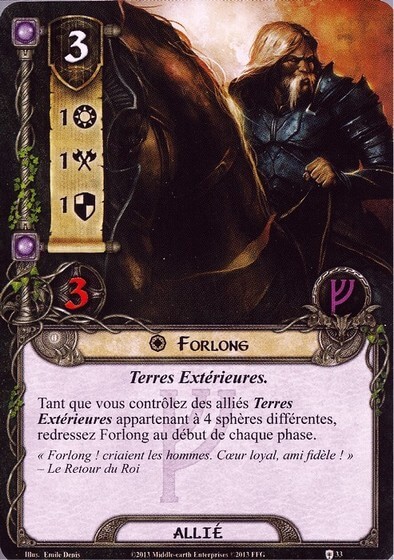 3
1
1
1
3
Forlong
Terres Extérieures.
Tant que vous contrôlez des alliés Terres
Extérieures appartenant à 4 sphères différentes,
redressez Forlong au début de chaque phase.
« Forlong ! criaient les hommes. Cœur loyal, ami fidèle ! »
– Le Retour du Roi
ALLIÉ
Illus. Emile Denis
©2013 Middle-earth Enterprises ©2013 FFG
33